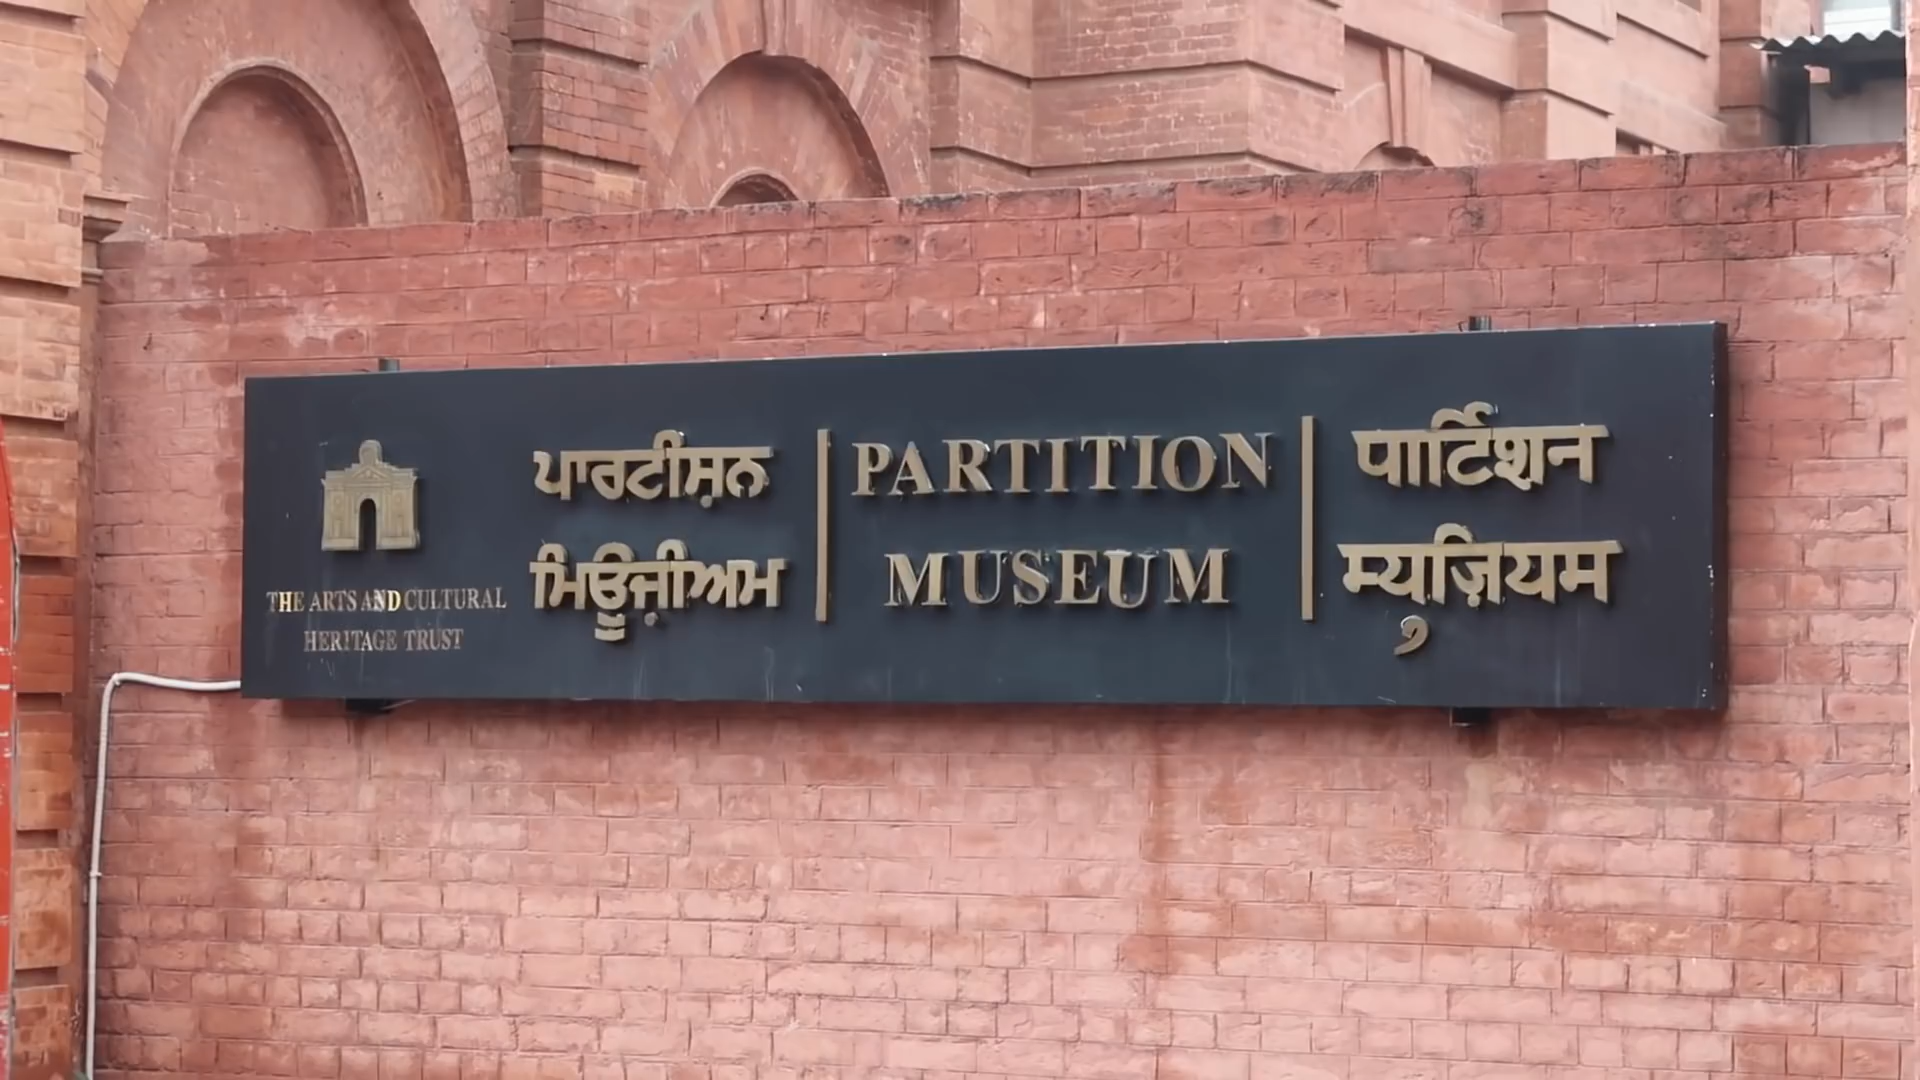 THE ARTS AND CULTURAL
HERITAGE TRUST
ਪਾਰਟੀਸ਼ਨ
ਮਿਊਜ਼ੀਅਮ
PARTITION
MUSEUM
पार्टिशन
म्युज़ियम